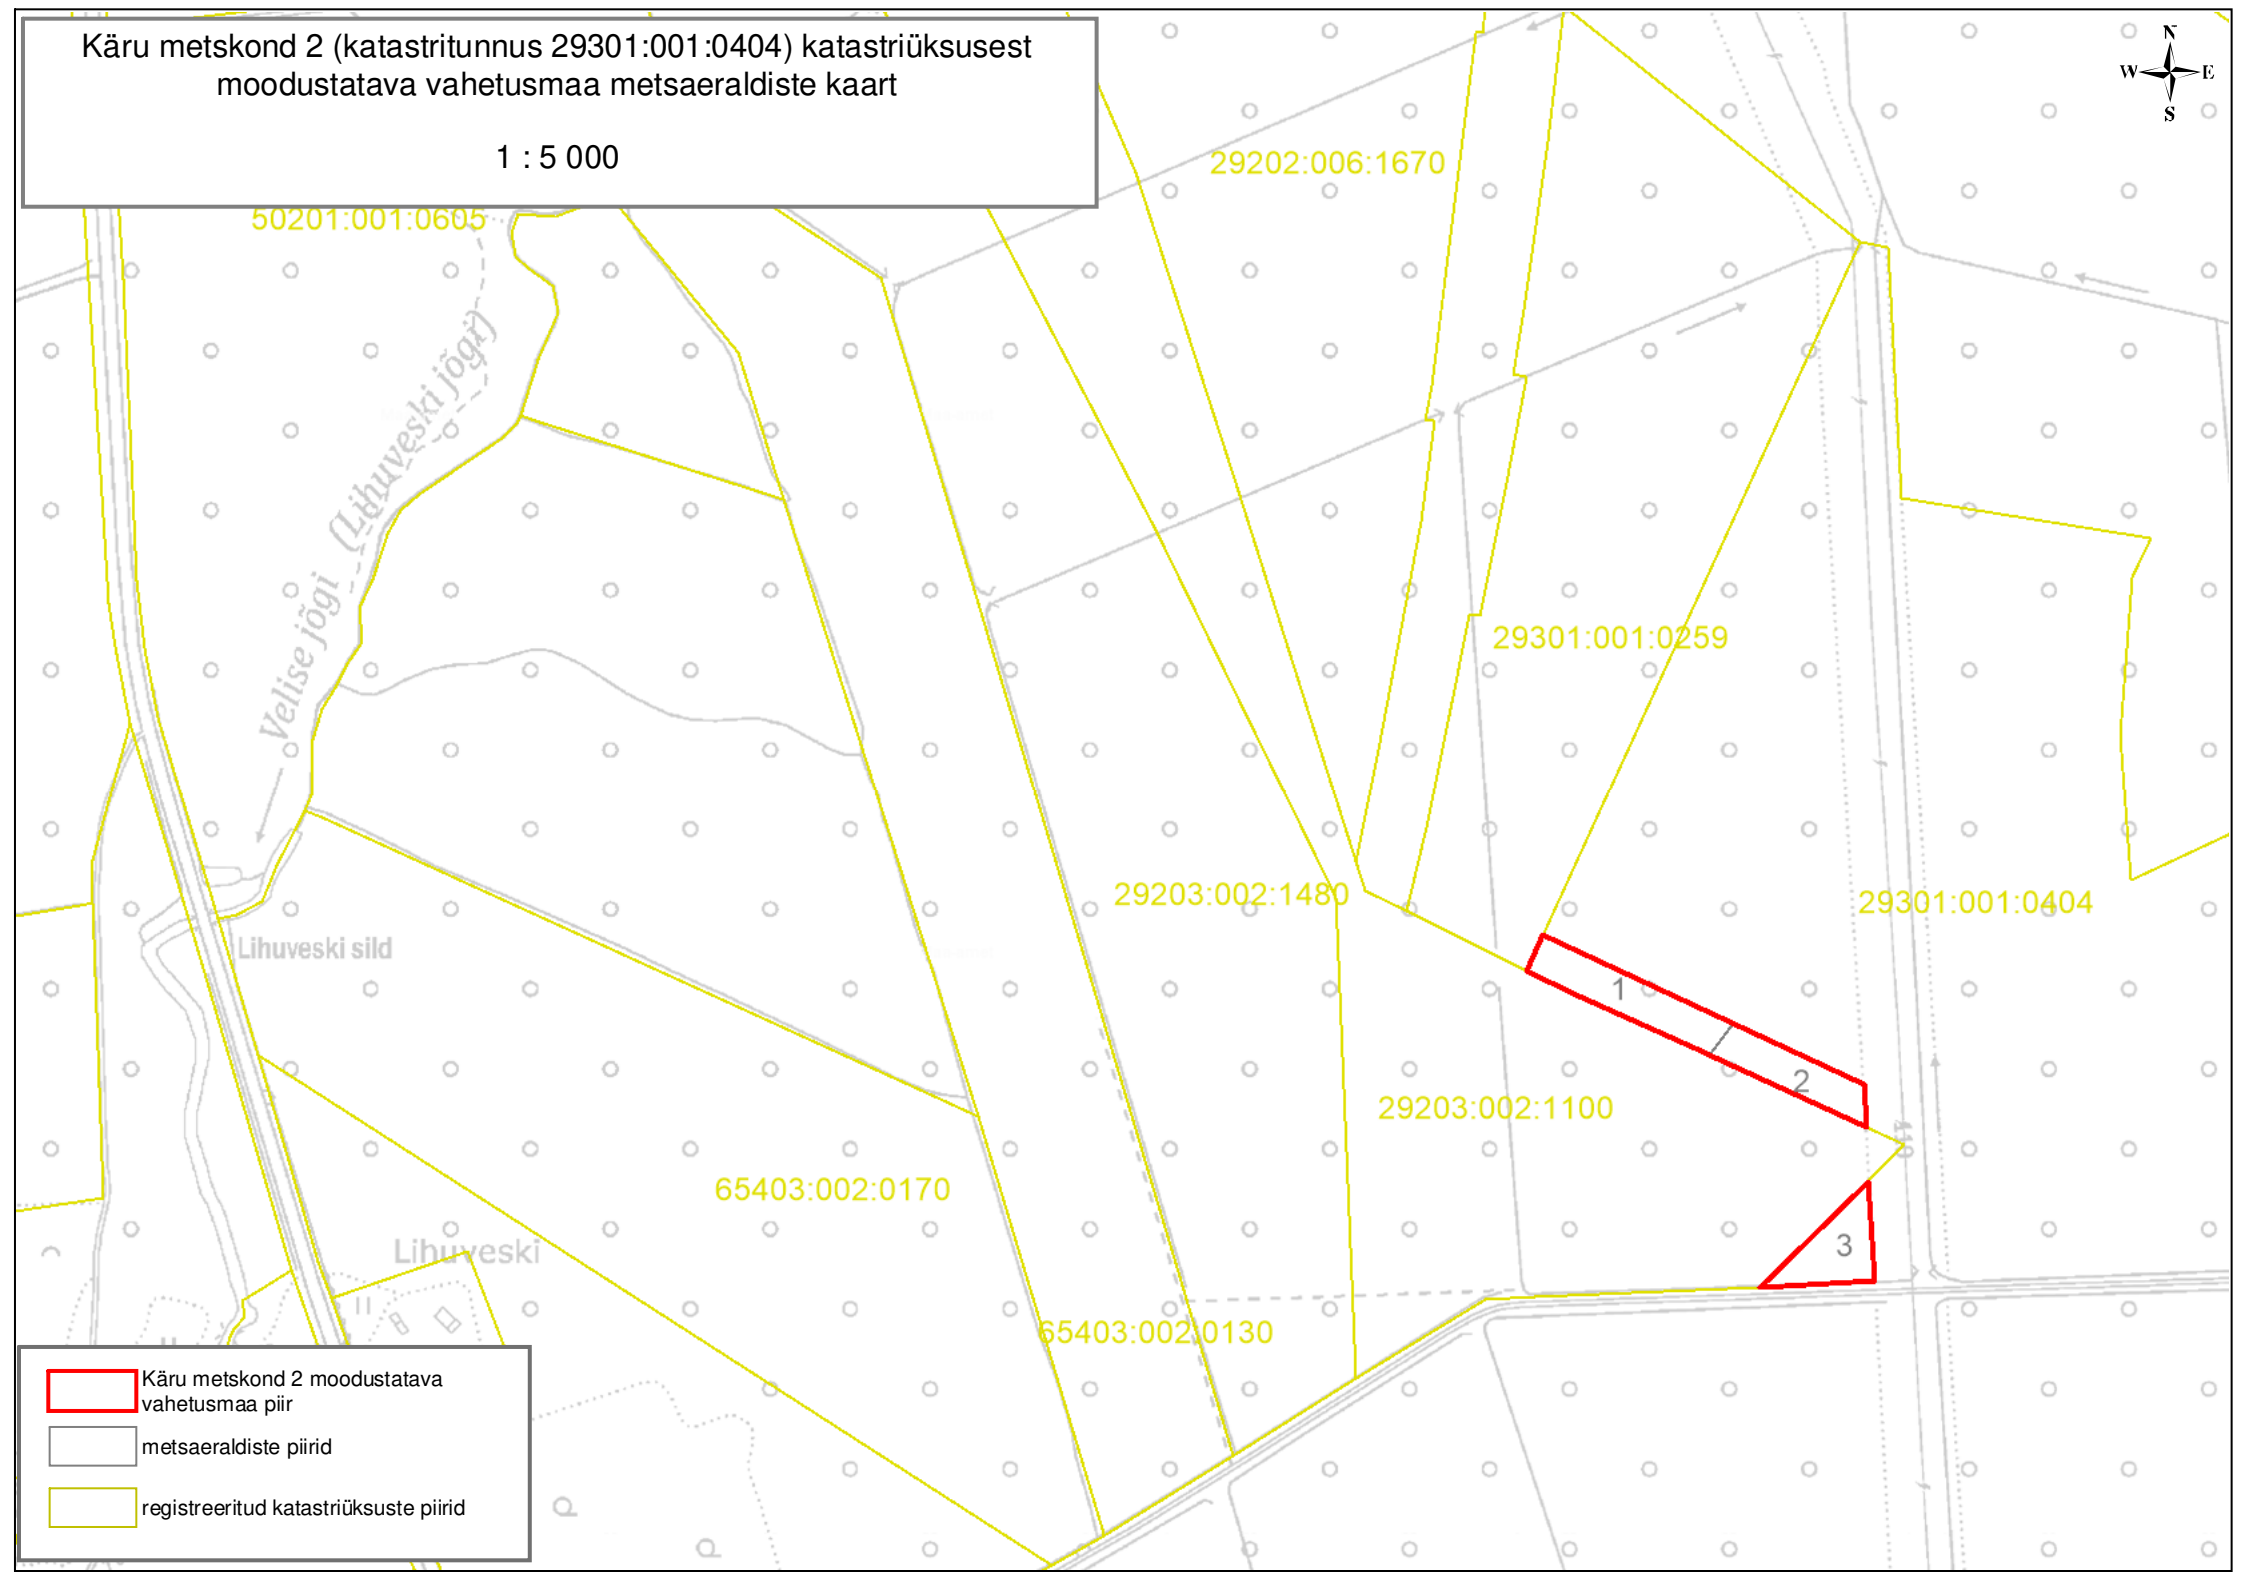 Käru metskond 2 (katastritunnus 29301:001:0404) katastriüksusest
moodustatava vahetusmaa metsaeraldiste kaart
1 : 5 000
N
W
E
S
29202:006:1670
50201:001:0605
Velise jõgi (Lihuveski jõgi)
29301:001:0259
29203:002:1480
29301:001:0404
Lihuveski sild
1
2
29203:002:1100
65403:002:0170
3
Lihuveski
65403:002:0130
Käru metskond 2 moodustatava
vahetusmaa piir
metsaeraldiste piirid
registreeritud katastriüksuste piirid